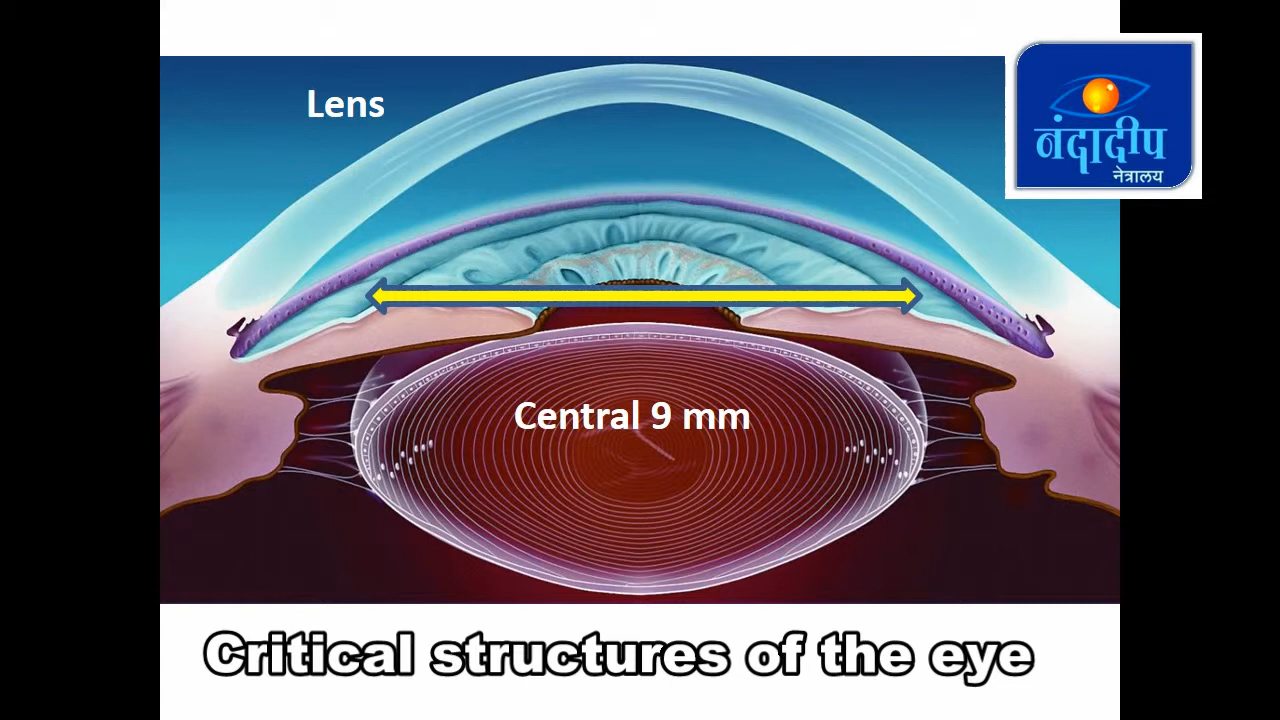 Lens
नंदादीप
नेत्रालय
Central 9 mm
Critical structures of the eye